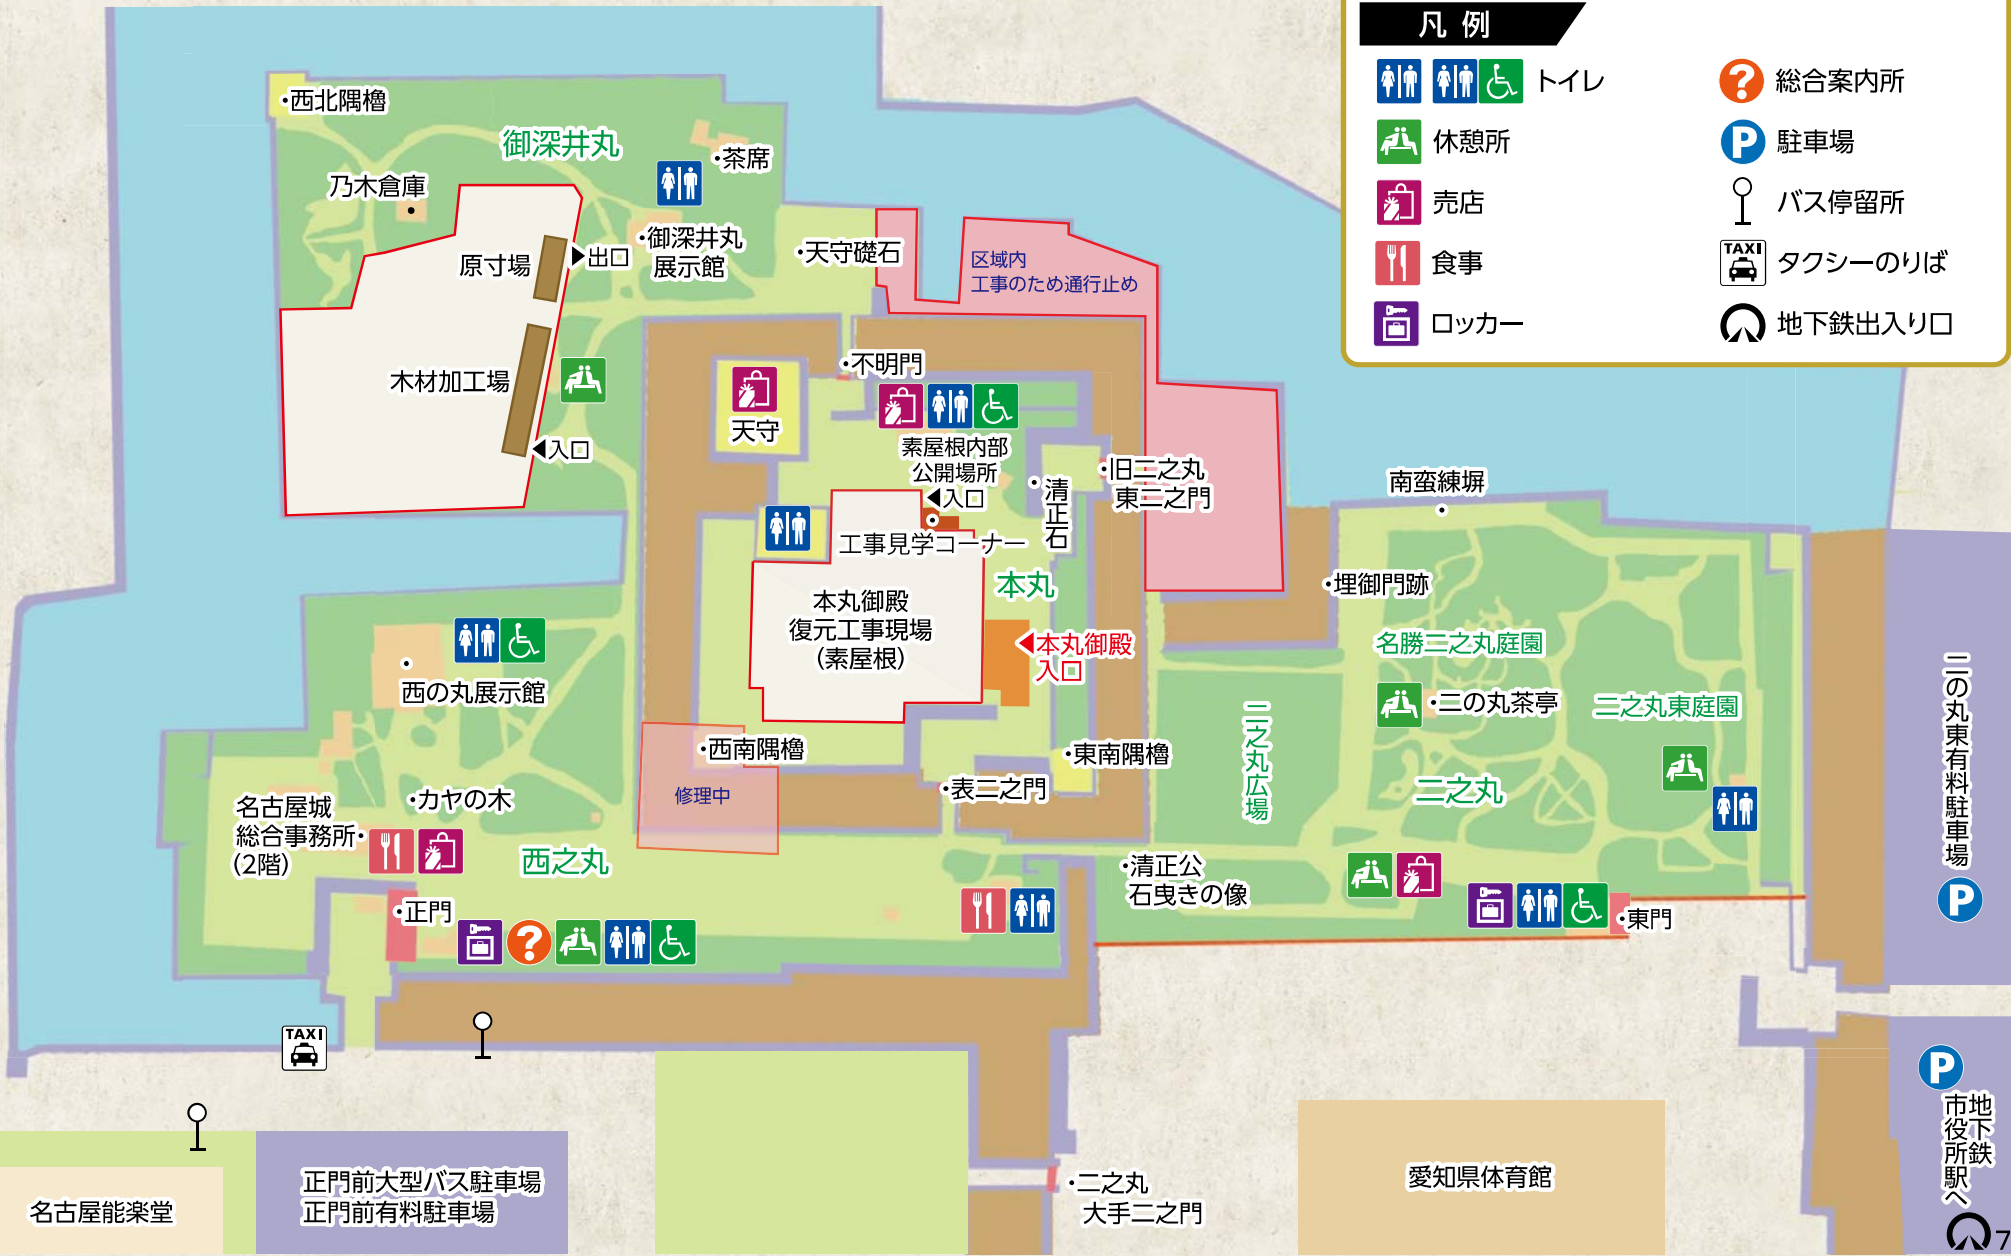 凡 例
トイレ
総合案内所
休憩所
駐車場
売店
バス停留所
食事
TAXI
タクシーのりば
ロッカー
地下鉄出入り口
・西北隅櫓
御深井丸
・茶席
乃木倉庫
・御深井丸
展示館
・天守礎石
区域内
工事のため通行止め
原寸場
出口
木材加工場
入口
・不明門
天守
素屋根内部
公開場所
入口
・清正石
・旧二之丸
東二之門
南蛮練塀
工事見学コーナー
本丸
・埋御門跡
本丸御殿
復元工事現場
(素屋根)
本丸御殿
入口
名勝二之丸庭園
西の丸展示館
・二の丸茶亭
二之丸東庭園
二之丸広場
二の丸東有料駐車場
P
・西南隅櫓
・東南隅櫓
修理中
・表二之門
二之丸
名古屋城
総合事務所・
(2階)
・カヤの木
西之丸
・清正公
石曳きの像
・正門
・東門
TAXI
P
地下鉄
市役所駅へ
7
名古屋能楽堂
正門前大型バス駐車場
正門前有料駐車場
・二之丸
大手二之門
愛知県体育館